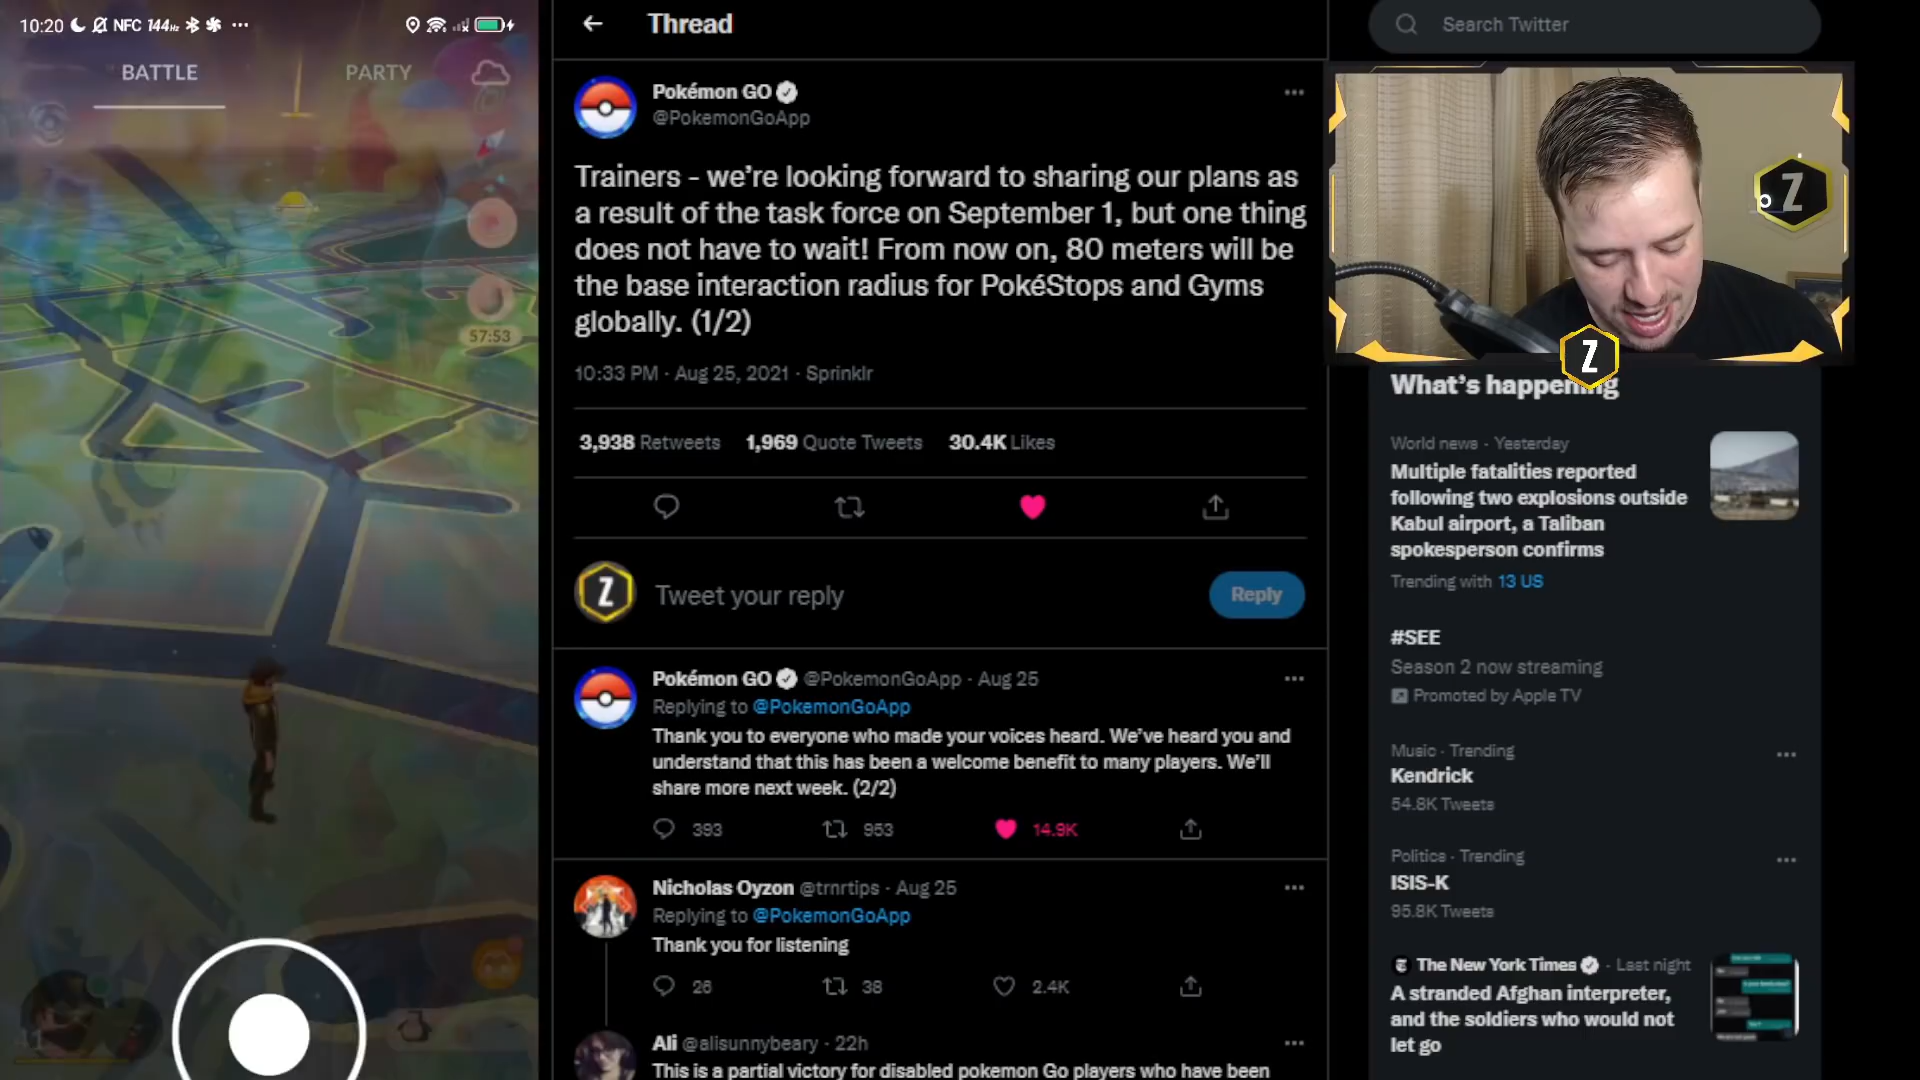 10:20 NFC 144Hz
BATTLE PARTY
57:53
Thread
Pokémon GO
@PokemonGoApp
Trainers - we're looking forward to sharing our plans as
a result of the task force on September 1, but one thing
does not have to wait! From now on, 80 meters will be
the base interaction radius for PokéStops and Gyms
globally. (1/2)
10:33 PM · Aug 25, 2021 · Sprinklr
3,938 Retweets 1,969 Quote Tweets 30.4K Likes
Z Tweet your reply Reply
Pokémon GO @PokemonGoApp · Aug 25
Replying to @PokemonGoApp
Thank you to everyone who made your voices heard. We've heard you and
understand that this has been a welcome benefit to many players. We'll
share more next week. (2/2)
393 953 14.9K
Nicholas Oyzon @trnrtips · Aug 25
Replying to @PokemonGoApp
Thank you for listening
26 38 2.4K
Ali @alisunnybeary · 22h
This is a partial victory for disabled pokemon Go players who have been
Search Twitter
Z
Z
What's happening
World news · Yesterday
Multiple fatalities reported
following two explosions outside
Kabul airport, a Taliban
spokesperson confirms
Trending with 13 US
#SEE
Season 2 now streaming
Promoted by Apple TV
Music · Trending
Kendrick
54.8K Tweets
Politics · Trending
ISIS-K
95.8K Tweets
The New York Times · Last night
A stranded Afghan interpreter,
and the soldiers who would not
let go